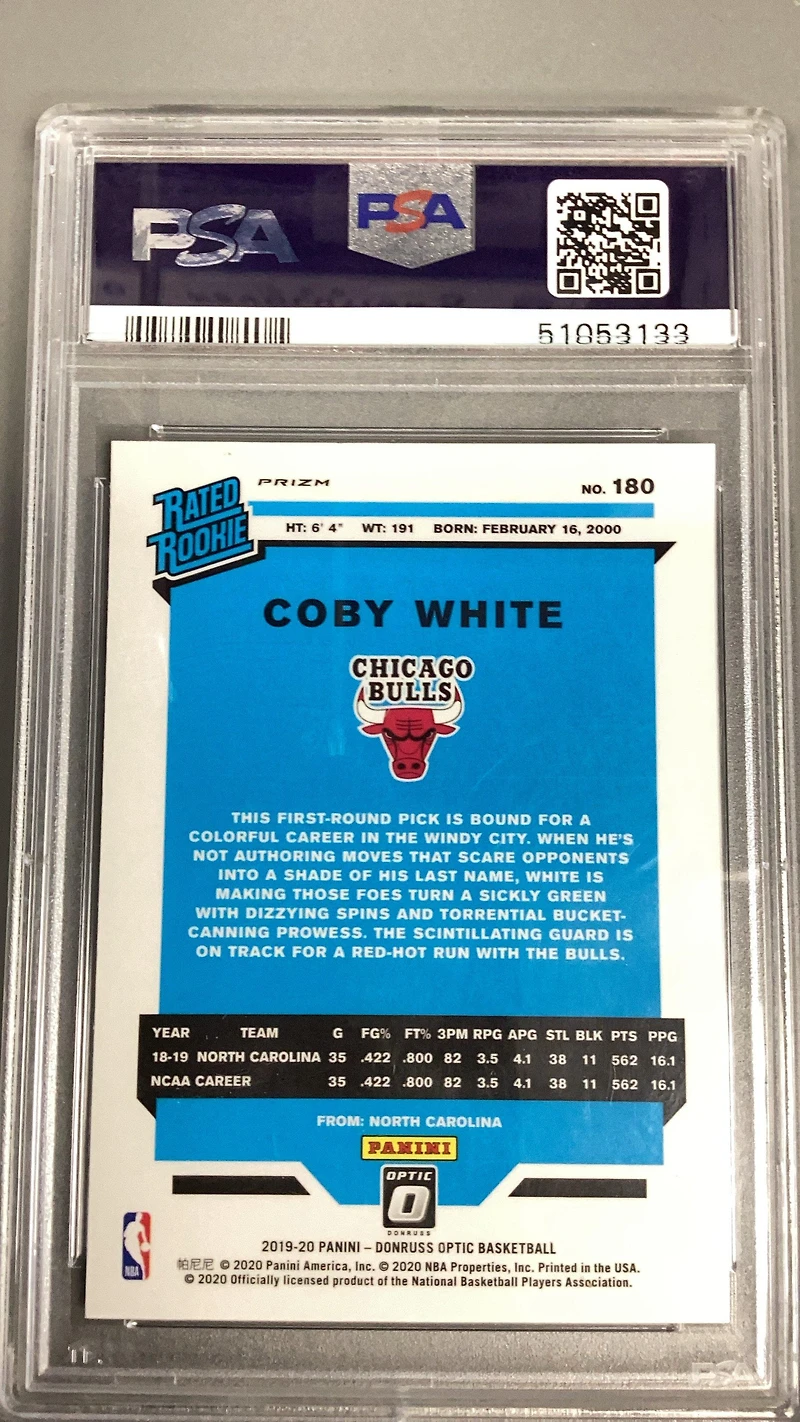 PSA
PSA
51053133
RATED
ROOKIE
PRIZM
NO. 180
HT: 6' 4" WT: 191 BORN: FEBRUARY 16, 2000
COBY WHITE
CHICAGO
BULLS
THIS FIRST-ROUND PICK IS BOUND FOR A
COLORFUL CAREER IN THE WINDY CITY. WHEN HE'S
NOT AUTHORING MOVES THAT SCARE OPPONENTS
INTO A SHADE OF HIS LAST NAME, WHITE IS
MAKING THOSE FOES TURN A SICKLY GREEN
WITH DIZZYING SPINS AND TORRENTIAL BUCKET-
CANNING PROWESS. THE SCINTILLATING GUARD IS
ON TRACK FOR A RED-HOT RUN WITH THE BULLS.
YEAR TEAM G FG% FT% 3PM RPG APG STL BLK PTS PPG
18-19 NORTH CAROLINA 35 .422 .800 82 3.5 4.1 38 11 562 16.1
NCAA CAREER 35 .422 .800 82 3.5 4.1 38 11 562 16.1
FROM: NORTH CAROLINA
PANINI
OPTIC
O
DONRUSS
NBA
2019-20 PANINI – DONRUSS OPTIC BASKETBALL
帕尼尼 © 2020 Panini America, Inc. © 2020 NBA Properties, Inc. Printed in the USA.
© 2020 Officially licensed product of the National Basketball Players Association.
PSA